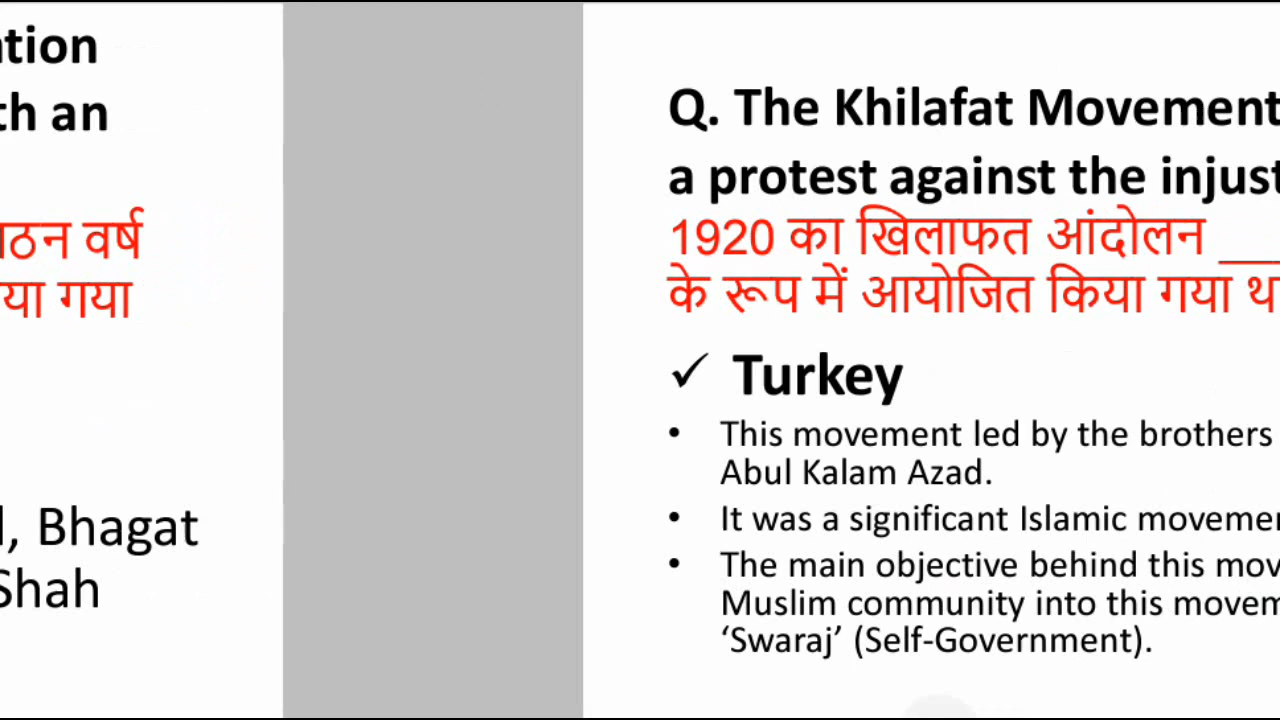 ation
th an
वर्ष
या गया
, Bhagat
Shah
Q. The Khilafat Movement
a protest against the injust
1920 का खिलाफत आंदोलन ___
के रूप में आयोजित किया गया थ
✓ Turkey
• This movement led by the brothers
Abul Kalam Azad.
• It was a significant Islamic movemen
• The main objective behind this mov
Muslim community into this movem
‘Swaraj’ (Self-Government).